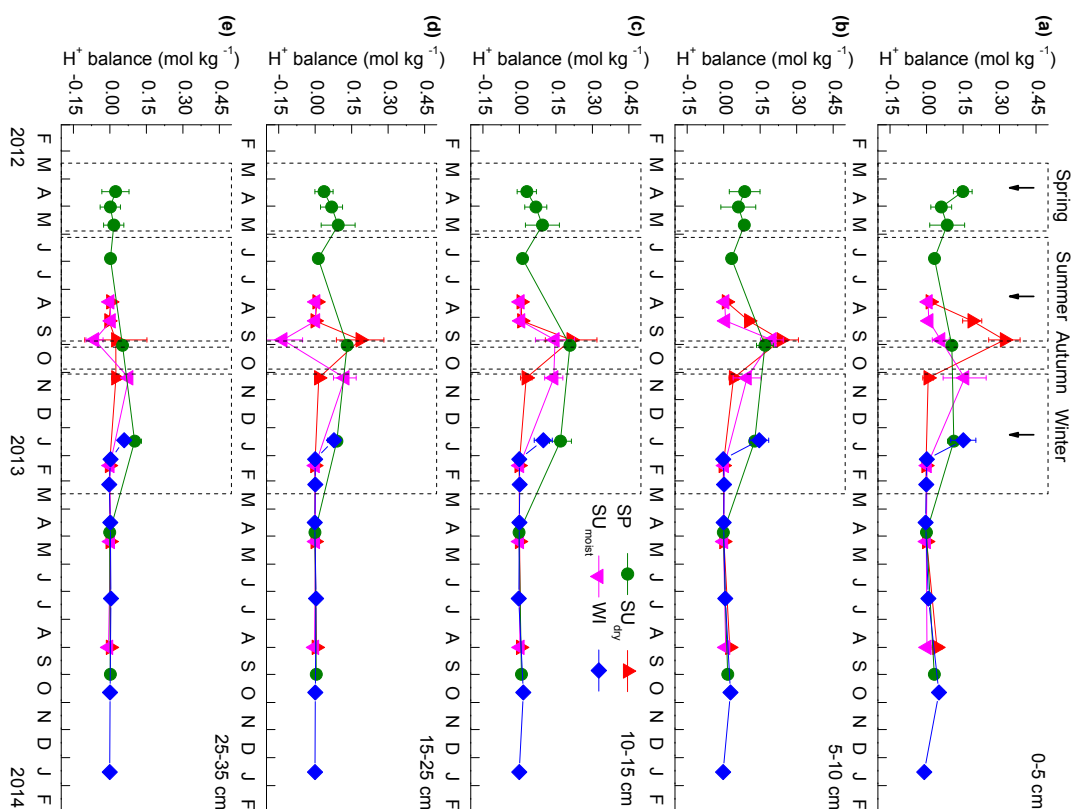 (a)
Spring Summer Autumn Winter
0-5 cm
H⁺ balance (mol kg⁻¹)
0.45
0.30
0.15
0.00
-0.15
F M A M J J A S O N D J F M A M J J A S O N D J F
(b)
5-10 cm
H⁺ balance (mol kg⁻¹)
0.45
0.30
0.15
0.00
-0.15
F M A M J J A S O N D J F M A M J J A S O N D J F
(c)
10-15 cm
H⁺ balance (mol kg⁻¹)
0.45
0.30
0.15
0.00
-0.15
SP SU dry
SU moist WI
F M A M J J A S O N D J F M A M J J A S O N D J F
(d)
15-25 cm
H⁺ balance (mol kg⁻¹)
0.45
0.30
0.15
0.00
-0.15
F M A M J J A S O N D J F M A M J J A S O N D J F
(e)
25-35 cm
H⁺ balance (mol kg⁻¹)
0.45
0.30
0.15
0.00
-0.15
F M A M J J A S O N D J F M A M J J A S O N D J F
2012 2013 2014